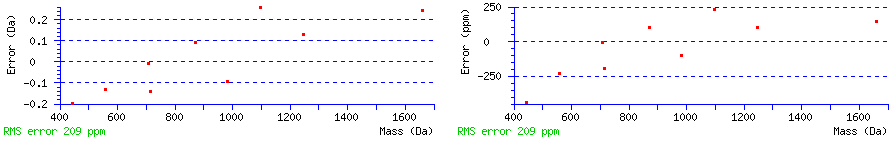 Error (Da)
0.2
0.1
0
-0.1
-0.2
400 600 800 1000 1200 1400 1600
RMS error 209 ppm
Mass (Da)
Error (ppm)
250
0
-250
400 600 800 1000 1200 1400 1600
RMS error 209 ppm
Mass (Da)